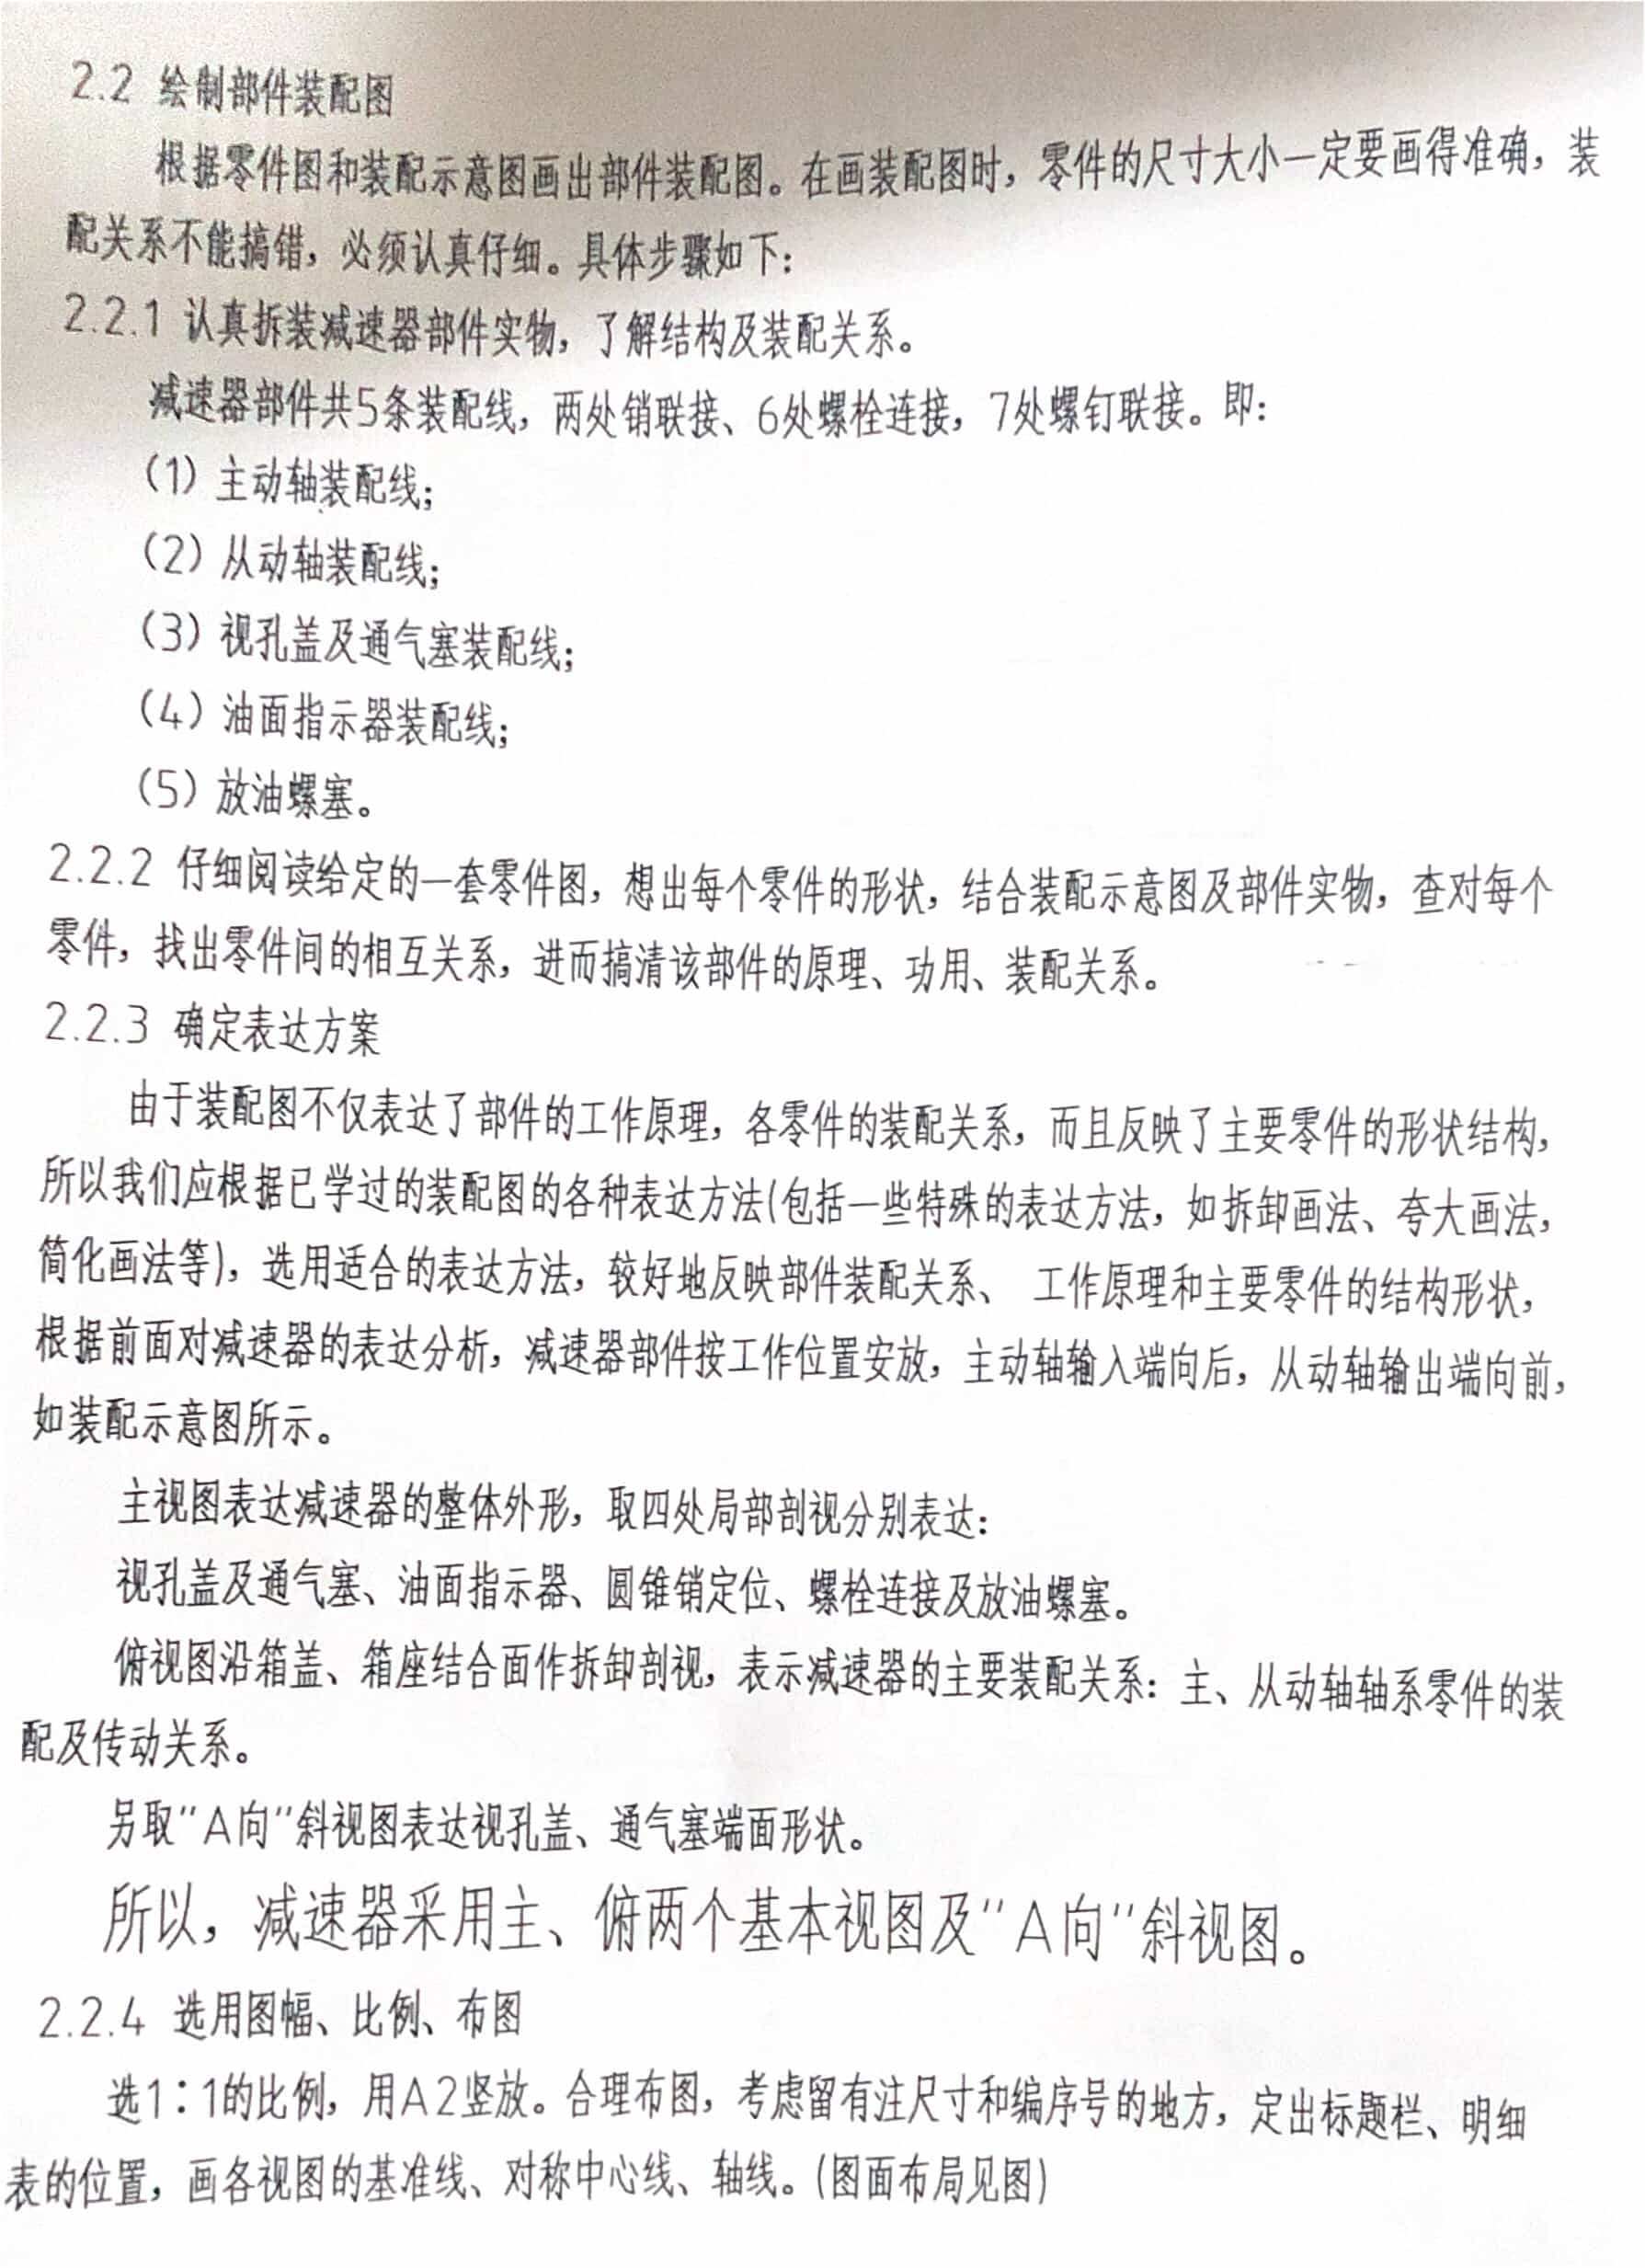 2.2 绘制部件装配图
根据零件图和装配示意图画出部件装配图。在画装配图时，零件的尺寸大小一定要画得准确，装
配关系不能搞错，必须认真仔细。具体步骤如下：
2.2.1 认真拆装减速器部件实物，了解结构及装配关系。
减速器部件共5条装配线，两处销联接、6处螺栓连接，7处螺钉联接。即：
(1) 主动轴装配线；
(2) 从动轴装配线；
(3) 视孔盖及通气塞装配线；
(4) 油面指示器装配线；
(5) 放油螺塞。
2.2.2 仔细阅读给定的一套零件图，想出每个零件的形状，结合装配示意图及部件实物，查对每个
零件，找出零件间的相互关系，进而搞清该部件的原理、功用、装配关系。
2.2.3 确定表达方案
由于装配图不仅表达了部件的工作原理，各零件的装配关系，而且反映了主要零件的形状结构，
所以我们应根据已学过的装配图的各种表达方法(包括一些特殊的表达方法，如拆卸画法、夸大画法，
简化画法等)，选用适合的表达方法，较好地反映部件装配关系、 工作原理和主要零件的结构形状，
根据前面对减速器的表达分析，减速器部件按工作位置安放，主动轴输入端向后，从动轴输出端向前，
如装配示意图所示。
主视图表达减速器的整体外形，取四处局部剖视分别表达：
视孔盖及通气塞、油面指示器、圆锥销定位、螺栓连接及放油螺塞。
俯视图沿箱盖、箱座结合面作拆卸剖视，表示减速器的主要装配关系：主、从动轴轴系零件的装
配及传动关系。
另取"A向"斜视图表达视孔盖、通气塞端面形状。
所以，减速器采用主、俯两个基本视图及"A向"斜视图。
2.2.4 选用图幅、比例、布图
选1：1的比例，用A2竖放。合理布图，考虑留有注尺寸和编序号的地方，定出标题栏、明细
表的位置，画各视图的基准线、对称中心线、轴线。(图面布局见图)